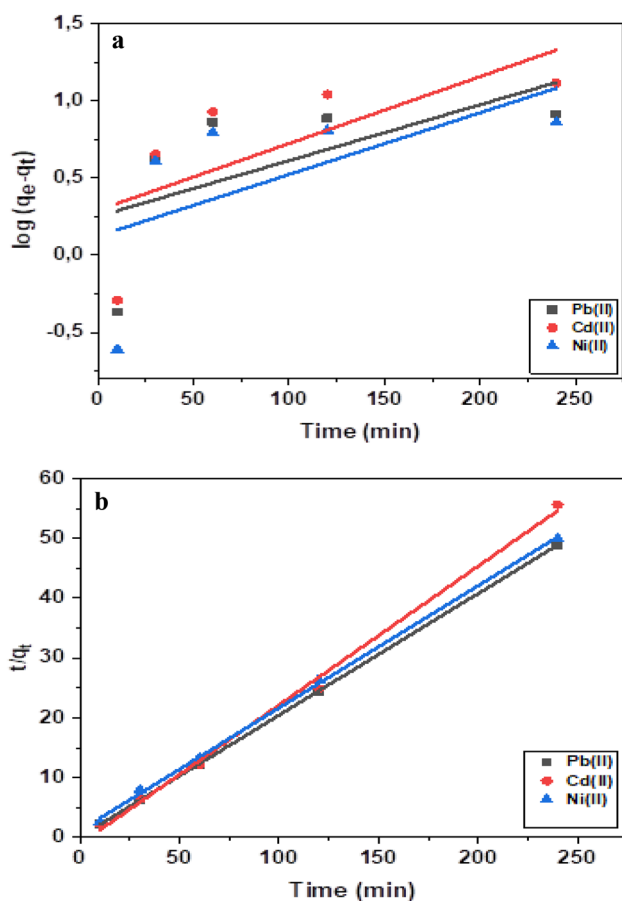 a
log (qe-qt)
1,5
1,0
0,5
0,0
-0,5
0 50 100 150 200 250
Time (min)
Pb(II)
Cd(II)
Ni(II)
b
t/qt
60
50
40
30
20
10
0
0 50 100 150 200 250
Time (min)
Pb(II)
Cd(II)
Ni(II)